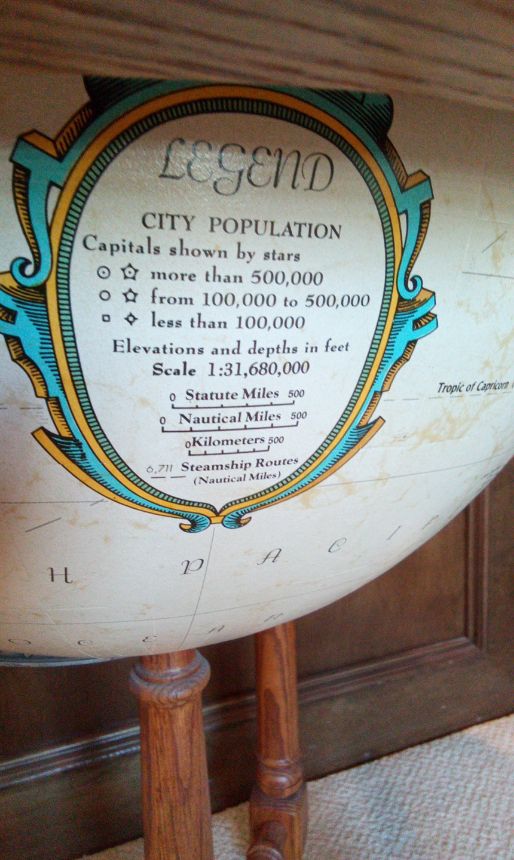 LEGEND
CITY POPULATION
Capitals shown by stars
more than 500,000
from 100,000 to 500,000
less than 100,000
Elevations and depths in feet
Scale 1:31,680,000
0 Statute Miles 500
0 Nautical Miles 500
0 Kilometers 500
6,711 Steamship Routes
(Nautical Miles)
Tropic of Capricorn
H PACIFI
OCEAN